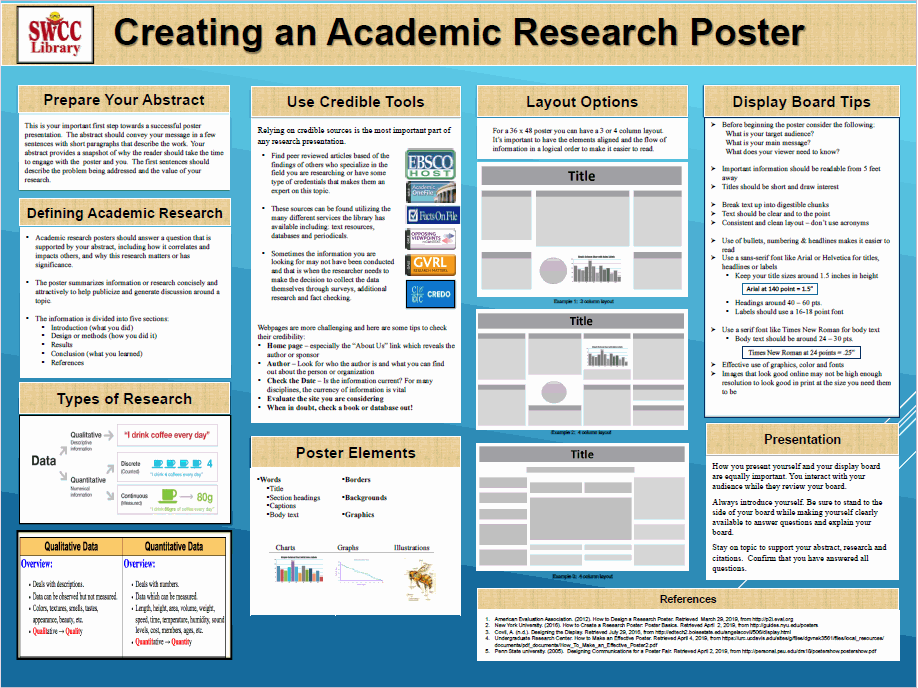 SWCC
Library
Creating an Academic Research Poster
Prepare Your Abstract
This is your important first step towards a successful poster
presentation. The abstract should convey your message in a few
sentences with short paragraphs that describe the work. Your
abstract provides a snapshot of why the reader should take the time
to engage with the poster and you. The first sentences should
describe the problem being addressed and the value of your
research.
Defining Academic Research
• Academic research posters should answer a question that is
supported by your abstract, including how it correlates and
impacts others, and why this research matters or has
significance.
• The poster summarizes information or research concisely and
attractively to help publicize and generate discussion around a
topic
• The information is divided into five sections:
• Introduction (what you did)
• Design or methods (how you did it)
• Results
• Conclusion (what you learned)
• References
Types of Research
Data
Qualitative
Descriptive
information
"I drink coffee every day"
Quantitative
Numerical
information
Discrete
(Counted)
4
"I drink 4 coffees every day"
Continuous
(Measured)
80g
"I drink 80gm of coffee every day"
Qualitative Data
Overview:
• Deals with descriptions.
• Data can be observed but not measured.
• Colors, textures, smells, tastes,
appearance, beauty, etc.
• Qualitative → Quality
Quantitative Data
Overview:
• Deals with numbers.
• Data which can be measured.
• Length, height, area, volume, weight,
speed, time, temperature, humidity, sound
levels, cost, members, ages, etc.
• Quantitative → Quantity
Use Credible Tools
Relying on credible sources is the most important part of
any research presentation.
• Find peer reviewed articles based of the
findings of others who specialize in the
field you are researching or have some
type of credentials that makes them an
expert on this topic.
• These sources can be found utilizing the
many different services the library has
available including: text resources,
databases and periodicals.
• Sometimes the information you are
looking for may not have been conducted
and that is when the researcher needs to
make the decision to collect the data
themselves through surveys, additional
research and fact checking.
EBSCO
HOST
Academic
OneFile
Facts On File
OPPOSING
VIEWPOINTS
GVRL
CREDO
Webpages are more challenging and here are some tips to check
their credibility:
• Home page – especially the "About Us" link which reveals the
author or sponsor
• Author – Look for who the author is and what you can find
out about the person or organization
• Check the Date – Is the information current? For many
disciplines, the currency of information is vital
• Evaluate the site you are considering
• When in doubt, check a book or database out!
Poster Elements
•Words
•Title
•Section headings
•Captions
•Body text
•Borders
•Backgrounds
•Graphics
Charts
Graphs
Illustrations
Layout Options
For a 36 x 48 poster you can have a 3 or 4 column layout.
It's important to have the elements aligned and the flow of
information in a logical order to make it easier to read.
Title
Example 1: 3 column layout
Title
Example 2: 4 column layout
Title
Example 3: 4 column layout
Display Board Tips
➢ Before beginning the poster consider the following.
What is your target audience?
What is your main message?
What does your viewer need to know?
➢ Important information should be readable from 5 feet
away
➢ Titles should be short and draw interest
➢ Break text up into digestible chunks
➢ Text should be clear and to the point
➢ Consistent and clean layout – don't use acronyms
➢ Use of bullets, numbering & headlines makes it easier to
read
➢ Use a sans-serif font like Arial or Helvetica for titles,
headlines or labels
• Keep your title sizes around 1.5 inches in height
Arial at 140 point = 1.5"
• Headings around 40 – 60 pts.
• Labels should use a 16-18 point font
➢ Use a serif font like Times New Roman for body text
• Body text should be around 24 – 30 pts.
Times New Roman at 24 points = .25"
➢ Effective use of graphics, color and fonts
➢ Images that look good online may not be high enough
resolution to look good in print at the size you need them
to be
Presentation
How you present yourself and your display board
are equally important. You interact with your
audience while they review your board.
Always introduce yourself. Be sure to stand to the
side of your board while making yourself clearly
available to answer questions and explain your
board.
Stay on topic to support your abstract, research and
citations. Confirm that you have answered all
questions.
References
1. American Evaluation Association. (2012). How to Design a Research Poster. Retrieved March 29, 2019, from http://p2i.eval.org
2. New York University. (2016). How to Create a Research Poster: Poster Basics. Retrieved April 2, 2019, from http://guides.nyu.edu/posters
3. Covil, A. (n.d.). Designing the Display. Retrieved July 29, 2016, from
4. Undergraduate Research Center. How to Make an Effective Poster. Retrieved April 4, 2019, from
5. Penn State university. (2005). Designing Communications for a Poster Fair. Retrieved April 2, 2019, from